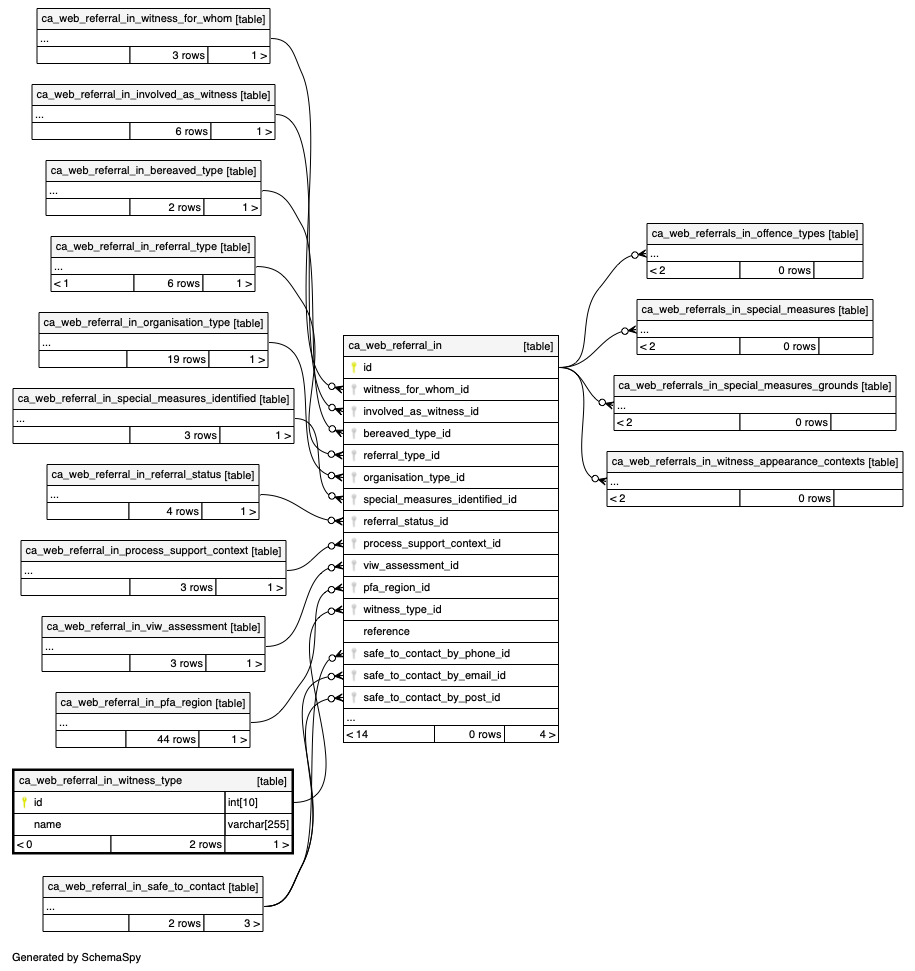 ca_web_referral_in_witness_for_whom [table]
...
3 rows 1 >
ca_web_referral_in_involved_as_witness [table]
...
6 rows 1 >
ca_web_referral_in_bereaved_type [table]
...
2 rows 1 >
ca_web_referral_in_referral_type [table]
...
< 1 6 rows 1 >
ca_web_referral_in_organisation_type [table]
...
19 rows 1 >
ca_web_referral_in_special_measures_identified [table]
...
3 rows 1 >
ca_web_referral_in_referral_status [table]
...
4 rows 1 >
ca_web_referral_in_process_support_context [table]
...
3 rows 1 >
ca_web_referral_in_viw_assessment [table]
...
3 rows 1 >
ca_web_referral_in_pfa_region [table]
...
44 rows 1 >
ca_web_referral_in_witness_type [table]
id int[10]
name varchar[255]
< 0 2 rows 1 >
ca_web_referral_in_safe_to_contact [table]
...
2 rows 3 >
ca_web_referral_in [table]
id
witness_for_whom_id
involved_as_witness_id
bereaved_type_id
referral_type_id
organisation_type_id
special_measures_identified_id
referral_status_id
process_support_context_id
viw_assessment_id
pfa_region_id
witness_type_id
reference
safe_to_contact_by_phone_id
safe_to_contact_by_email_id
safe_to_contact_by_post_id
...
< 14 0 rows 4 >
ca_web_referrals_in_offence_types [table]
...
< 2 0 rows
ca_web_referrals_in_special_measures [table]
...
< 2 0 rows
ca_web_referrals_in_special_measures_grounds [table]
...
< 2 0 rows
ca_web_referrals_in_witness_appearance_contexts [table]
...
< 2 0 rows
Generated by SchemaSpy